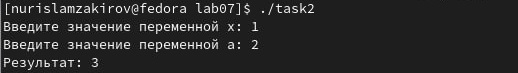 [nurislamzakirov@fedora lab07]$ ./task2
Введите значение переменной x: 1
Введите значение переменной a: 2
Результат: 3